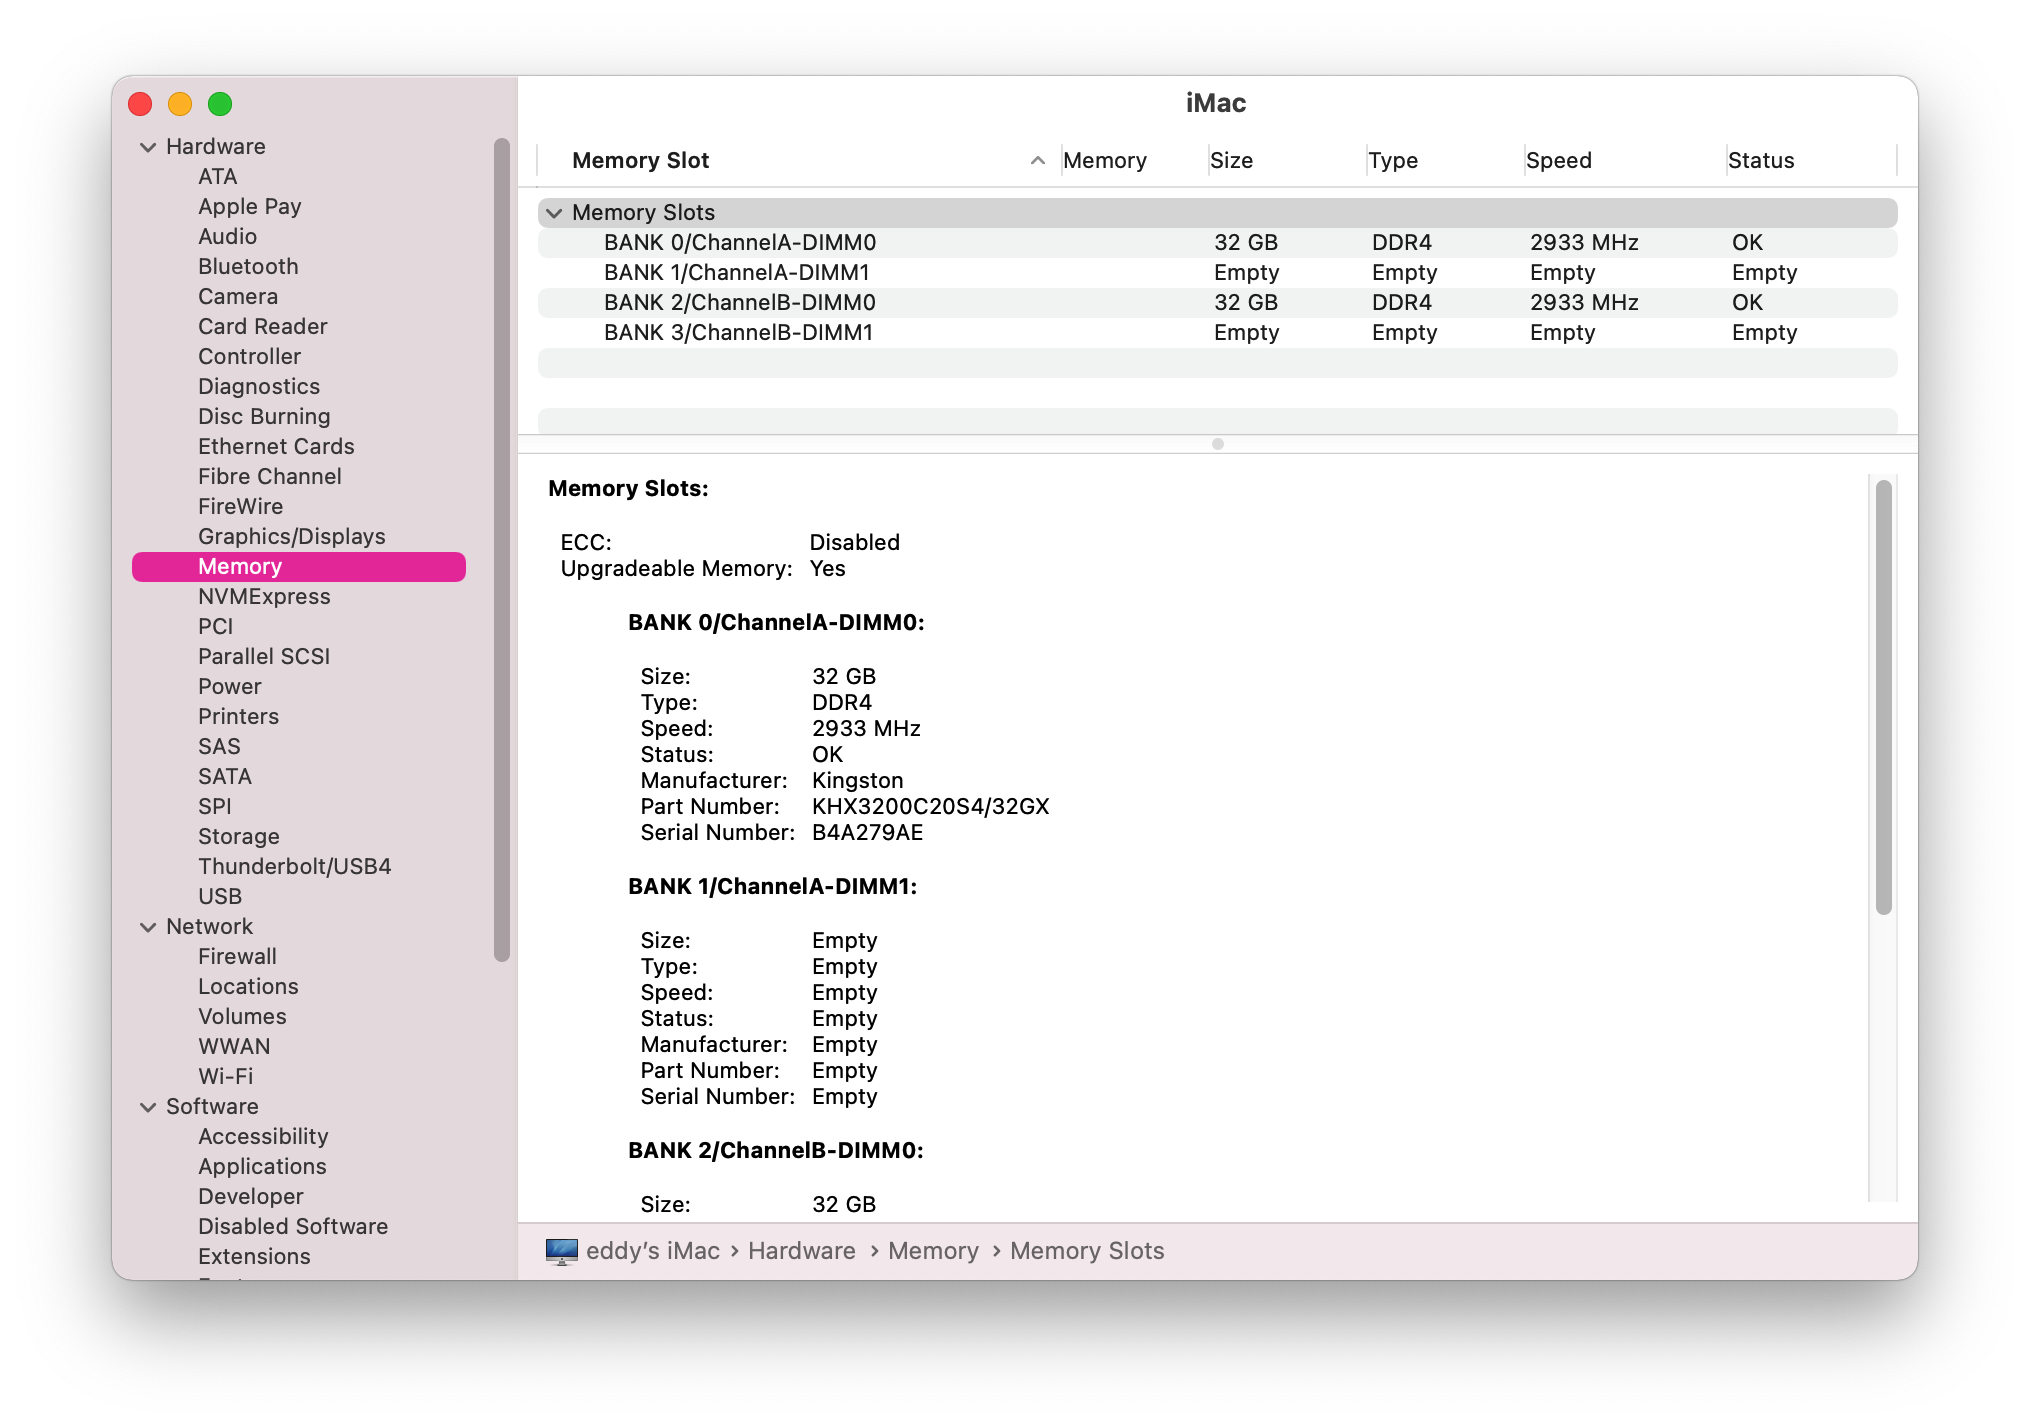 Hardware
ATA
Apple Pay
Audio
Bluetooth
Camera
Card Reader
Controller
Diagnostics
Disc Burning
Ethernet Cards
Fibre Channel
FireWire
Graphics/Displays
Memory
NVMExpress
PCI
Parallel SCSI
Power
Printers
SAS
SATA
SPI
Storage
Thunderbolt/USB4
USB
Network
Firewall
Locations
Volumes
WWAN
Wi-Fi
Software
Accessibility
Applications
Developer
Disabled Software
Extensions
iMac
Memory Slot Memory Size Type Speed Status
Memory Slots
BANK 0/ChannelA-DIMM0 32 GB DDR4 2933 MHz OK
BANK 1/ChannelA-DIMM1 Empty Empty Empty Empty
BANK 2/ChannelB-DIMM0 32 GB DDR4 2933 MHz OK
BANK 3/ChannelB-DIMM1 Empty Empty Empty Empty
Memory Slots:
ECC: Disabled
Upgradeable Memory: Yes
BANK 0/ChannelA-DIMM0:
Size: 32 GB
Type: DDR4
Speed: 2933 MHz
Status: OK
Manufacturer: Kingston
Part Number: KHX3200C20S4/32GX
Serial Number: B4A279AE
BANK 1/ChannelA-DIMM1:
Size: Empty
Type: Empty
Speed: Empty
Status: Empty
Manufacturer: Empty
Part Number: Empty
Serial Number: Empty
BANK 2/ChannelB-DIMM0:
Size: 32 GB
eddy's iMac › Hardware › Memory › Memory Slots